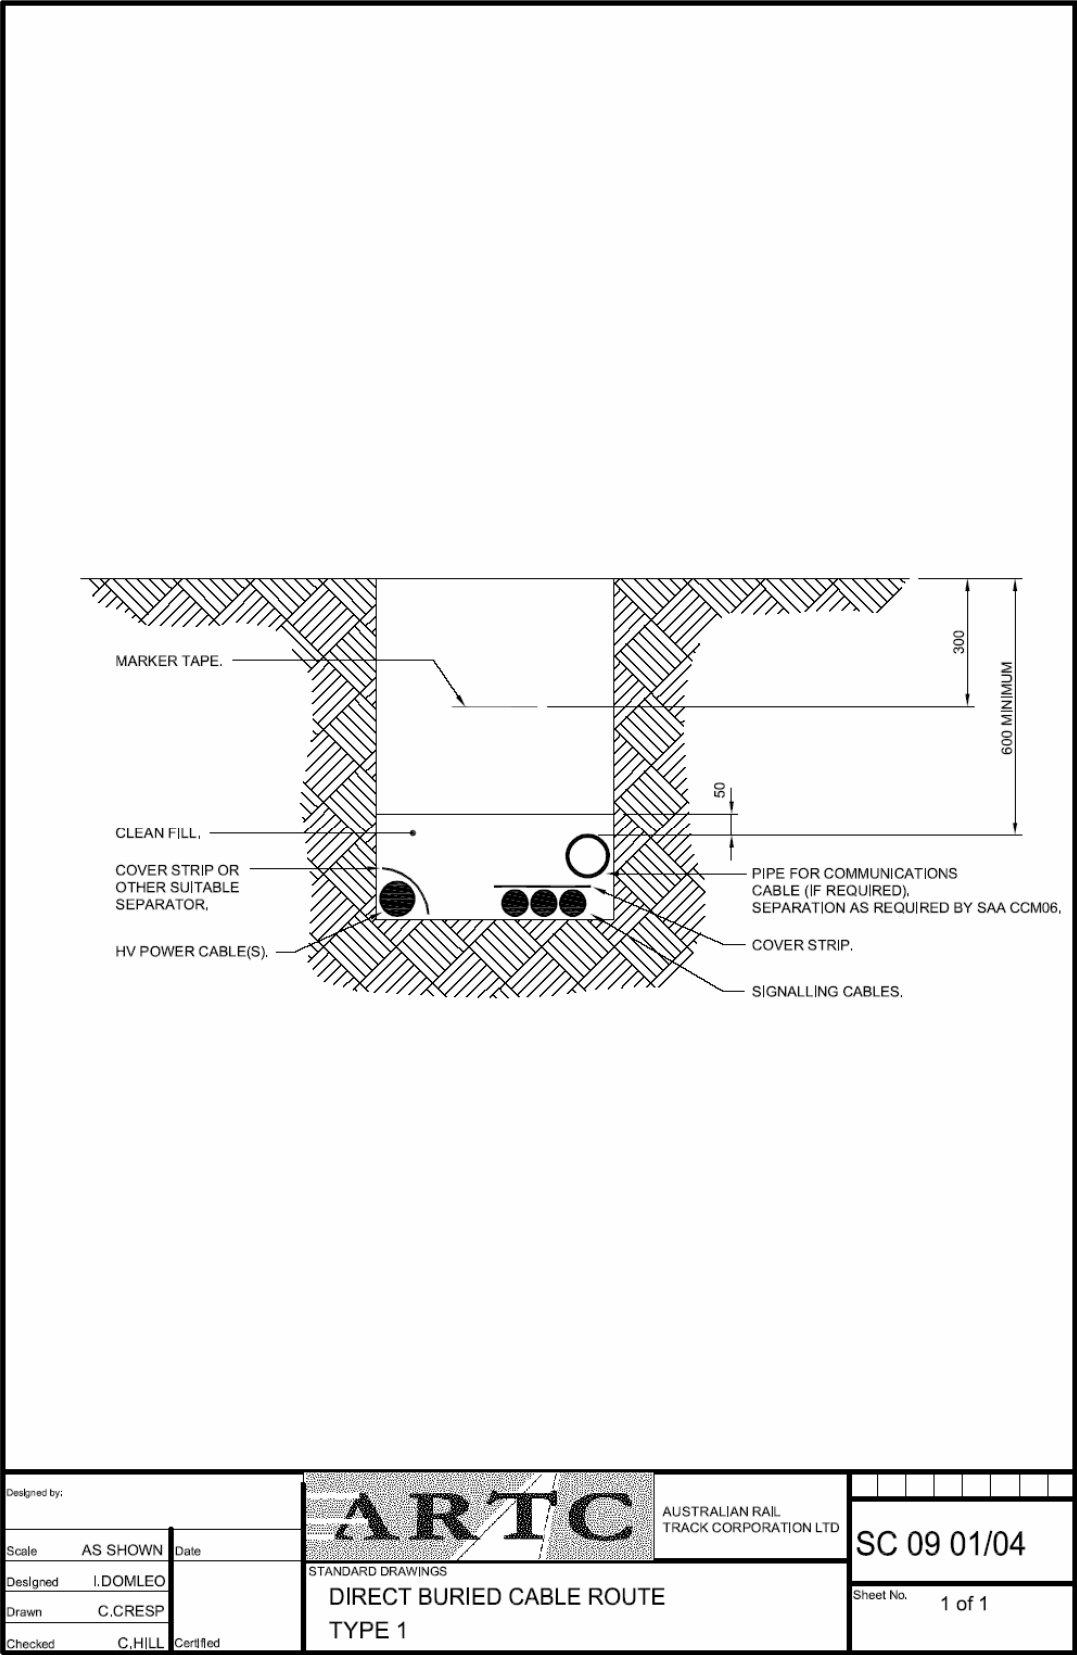 300
600 MINIMUM
MARKER TAPE.
50
CLEAN FILL.
COVER STRIP OR
OTHER SUITABLE
SEPARATOR.
HV POWER CABLE(S).
PIPE FOR COMMUNICATIONS
CABLE (IF REQUIRED).
SEPARATION AS REQUIRED BY SAA CCM06.
COVER STRIP.
SIGNALLING CABLES.
Designed by:
Scale AS SHOWN Date
Designed I.DOMLEO
Drawn C.CRESP
Checked C.HILL Certified
ARTC
AUSTRALIAN RAIL
TRACK CORPORATION LTD
STANDARD DRAWINGS
DIRECT BURIED CABLE ROUTE
TYPE 1
SC 09 01/04
Sheet No. 1 of 1